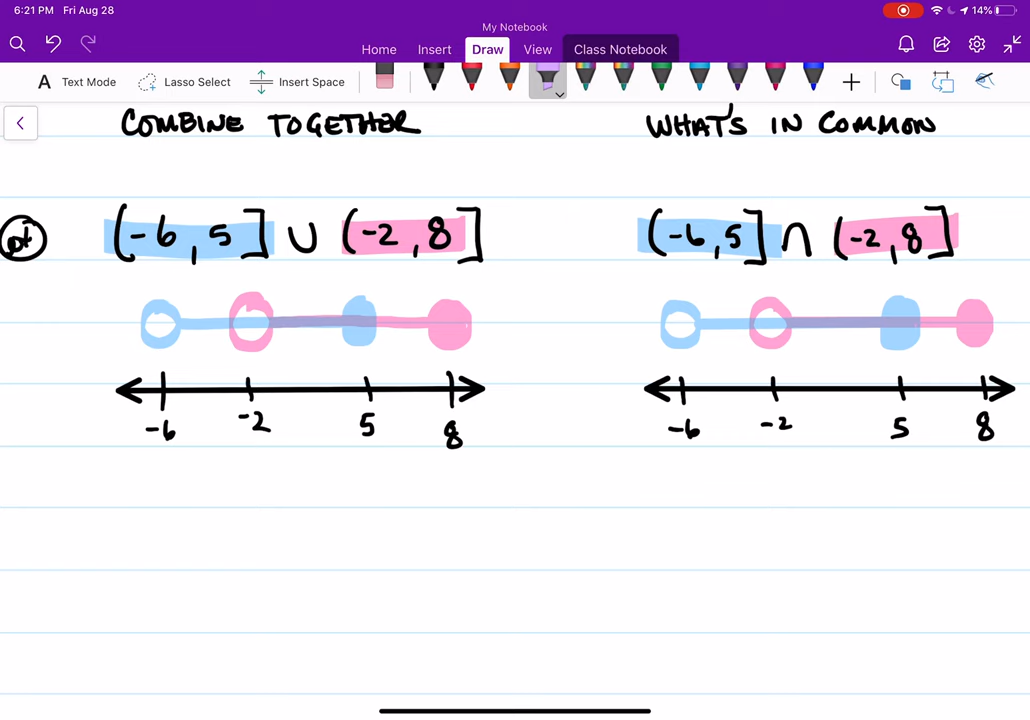 6:21 PM Fri Aug 28 14%
My Notebook
Home Insert Draw View Class Notebook
A Text Mode Lasso Select Insert Space
COMBINE TOGETHER WHAT'S IN COMMON
(-6, 5] ∪ (-2, 8] (-6, 5] ∩ (-2, 8]
-6 -2 5 8 -6 -2 5 8